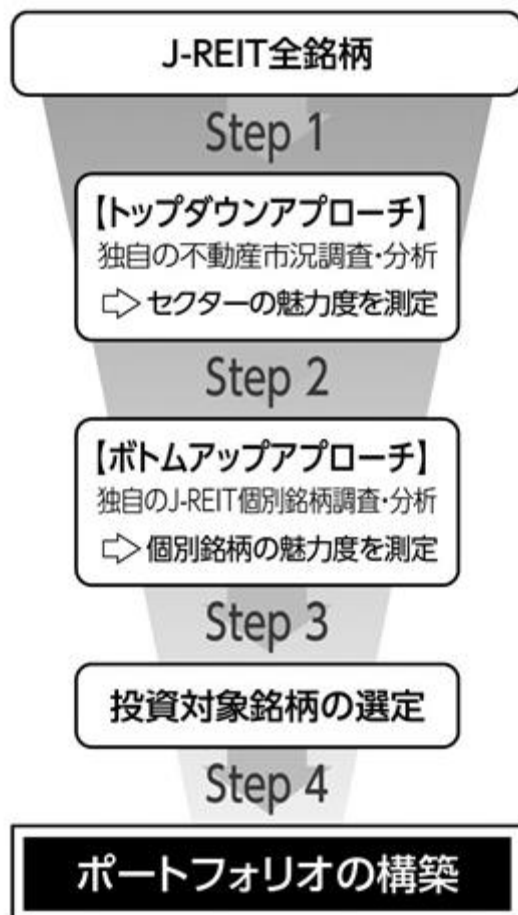 J-REIT全銘柄
Step 1
【トップダウンアプローチ】
独自の不動産市況調査・分析
⇨セクターの魅力度を測定
Step 2
【ボトムアップアプローチ】
独自のJ-REIT個別銘柄調査・分析
⇨個別銘柄の魅力度を測定
Step 3
投資対象銘柄の選定
Step 4
ポートフォリオの構築